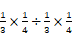 1/3 × 1/4 ÷ 1/3 × 1/4